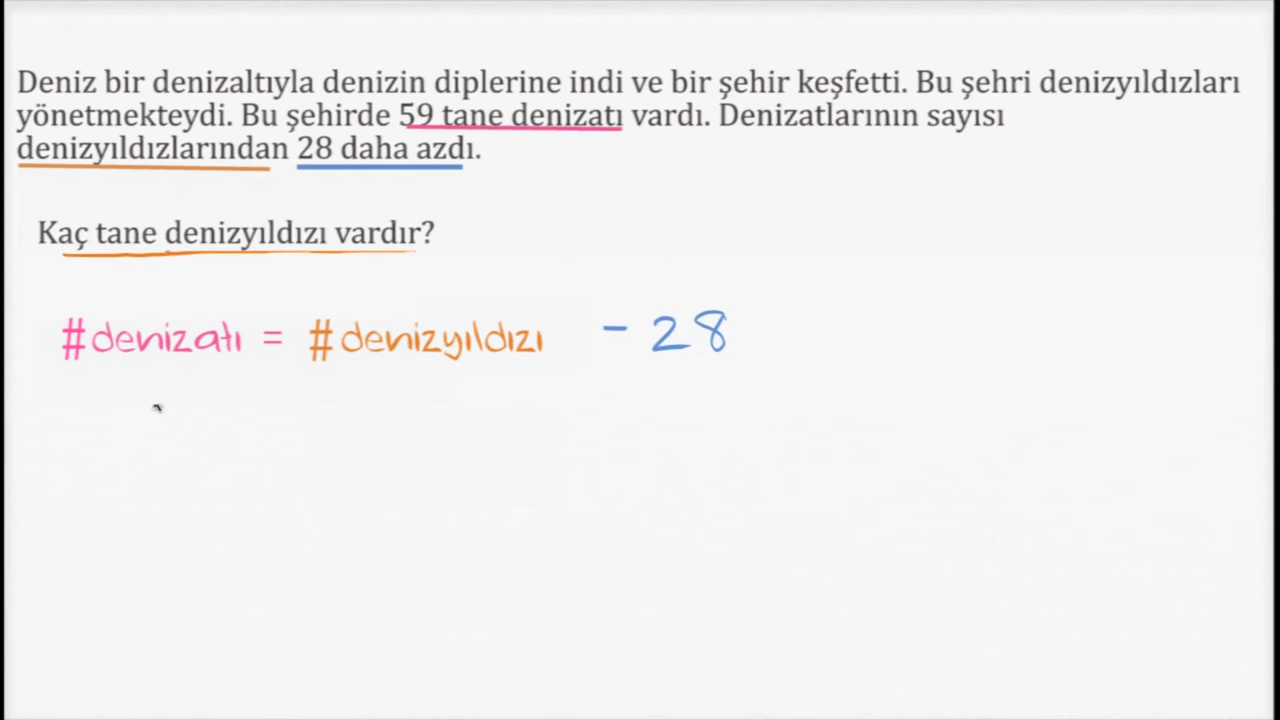 Deniz bir denizaltıyla denizin diplerine indi ve bir şehir keşfetti. Bu şehri denizyıldızları
yönetmekteydi. Bu şehirde 59 tane denizatı vardı. Denizatlarının sayısı
denizyıldızlarından 28 daha azdı.
Kaç tane denizyıldızı vardır?
#denizatı = #denizyıldızı - 28